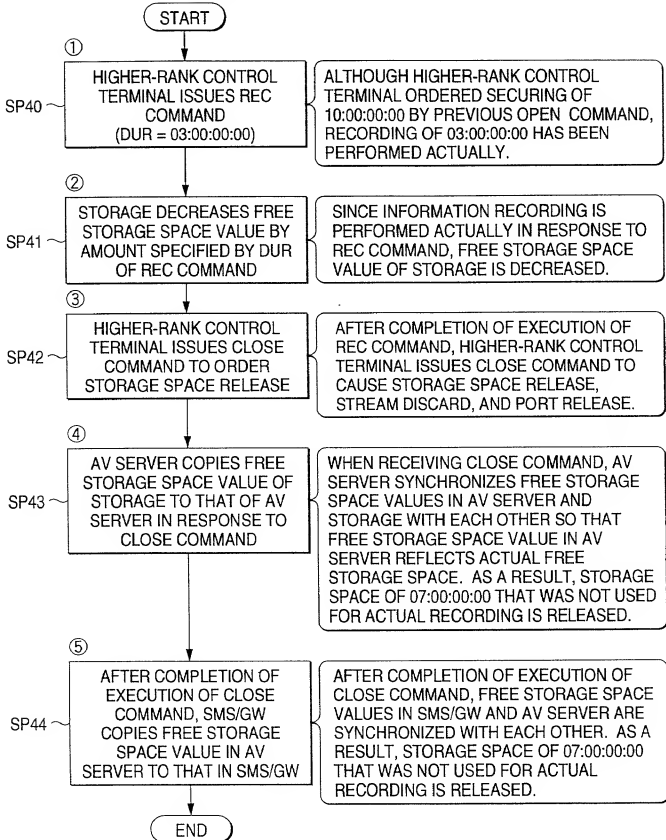 START
①
SP40
HIGHER-RANK CONTROL
TERMINAL ISSUES REC
COMMAND
(DUR = 03:00:00:00)
ALTHOUGH HIGHER-RANK CONTROL
TERMINAL ORDERED SECURING OF
10:00:00:00 BY PREVIOUS OPEN COMMAND,
RECORDING OF 03:00:00:00 HAS BEEN
PERFORMED ACTUALLY.
②
SP41
STORAGE DECREASES FREE
STORAGE SPACE VALUE BY
AMOUNT SPECIFIED BY DUR
OF REC COMMAND
SINCE INFORMATION RECORDING IS
PERFORMED ACTUALLY IN RESPONSE TO
REC COMMAND, FREE STORAGE SPACE
VALUE OF STORAGE IS DECREASED.
③
SP42
HIGHER-RANK CONTROL
TERMINAL ISSUES CLOSE
COMMAND TO ORDER
STORAGE SPACE RELEASE
AFTER COMPLETION OF EXECUTION OF
REC COMMAND, HIGHER-RANK CONTROL
TERMINAL ISSUES CLOSE COMMAND TO
CAUSE STORAGE SPACE RELEASE,
STREAM DISCARD, AND PORT RELEASE.
④
SP43
AV SERVER COPIES FREE
STORAGE SPACE VALUE OF
STORAGE TO THAT OF AV
SERVER IN RESPONSE TO
CLOSE COMMAND
WHEN RECEIVING CLOSE COMMAND, AV
SERVER SYNCHRONIZES FREE STORAGE
SPACE VALUES IN AV SERVER AND
STORAGE WITH EACH OTHER SO THAT
FREE STORAGE SPACE VALUE IN AV
SERVER REFLECTS ACTUAL FREE
STORAGE SPACE. AS A RESULT, STORAGE
SPACE OF 07:00:00:00 THAT WAS NOT USED
FOR ACTUAL RECORDING IS RELEASED.
⑤
SP44
AFTER COMPLETION OF
EXECUTION OF CLOSE
COMMAND, SMS/GW
COPIES FREE STORAGE
SPACE VALUE IN AV
SERVER TO THAT IN SMS/GW
AFTER COMPLETION OF EXECUTION OF
CLOSE COMMAND, FREE STORAGE SPACE
VALUES IN SMS/GW AND AV SERVER ARE
SYNCHRONIZED WITH EACH OTHER. AS A
RESULT, STORAGE SPACE OF 07:00:00:00
THAT WAS NOT USED FOR ACTUAL
RECORDING IS RELEASED.
END